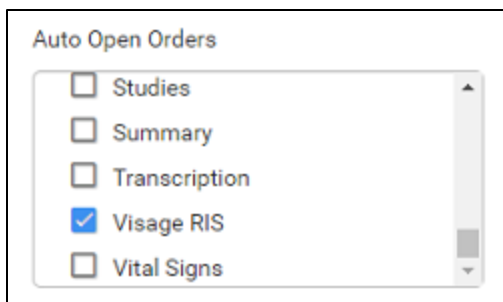 Auto Open Orders
Studies
Summary
Transcription
Visage RIS
Vital Signs